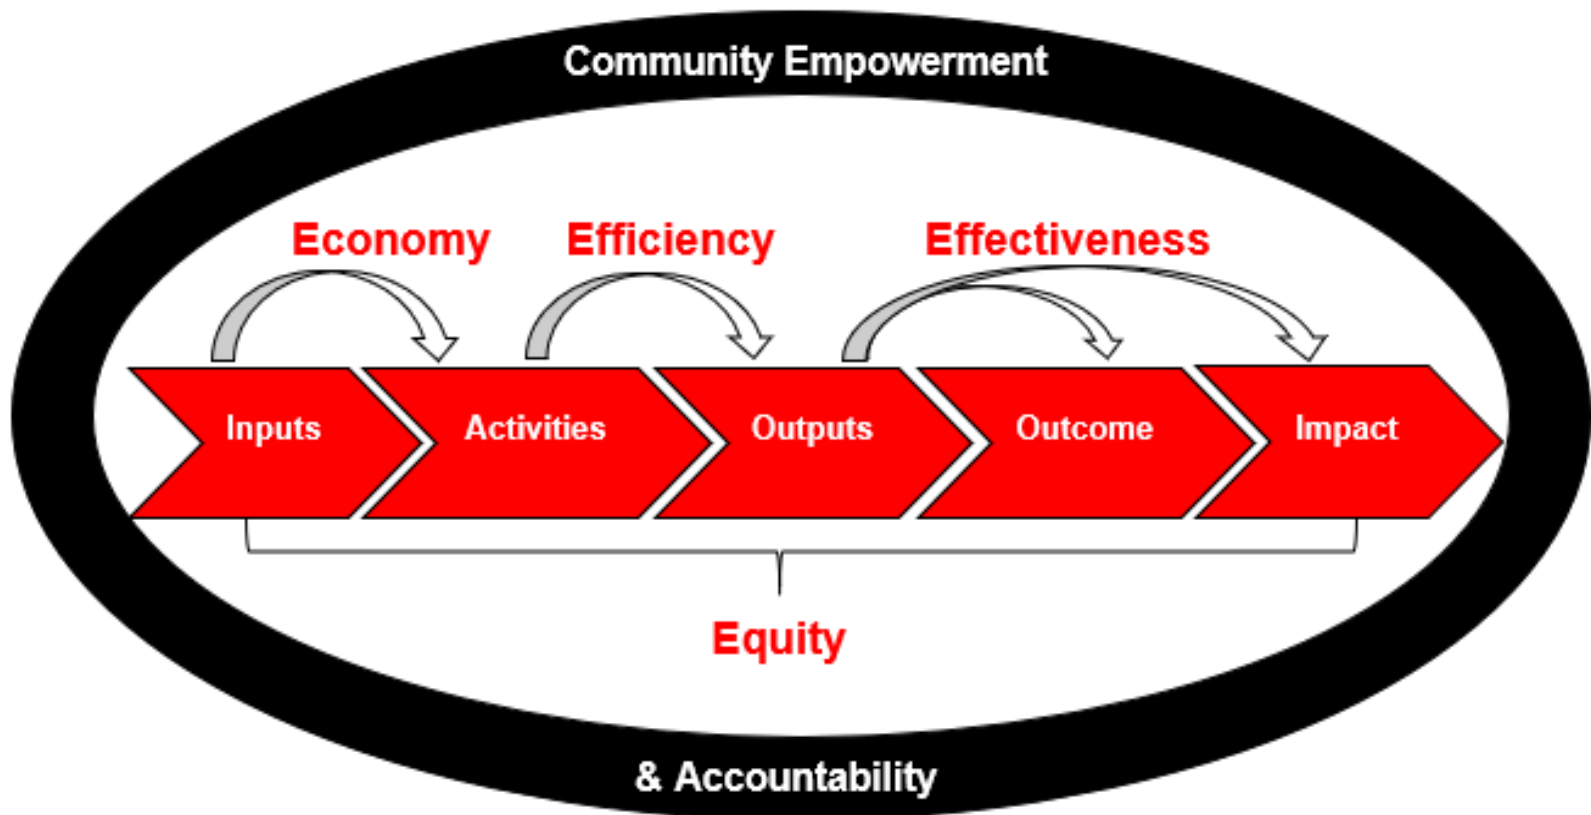 Community Empowerment
Economy Efficiency Effectiveness
Inputs Activities Outputs Outcome Impact
Equity
& Accountability